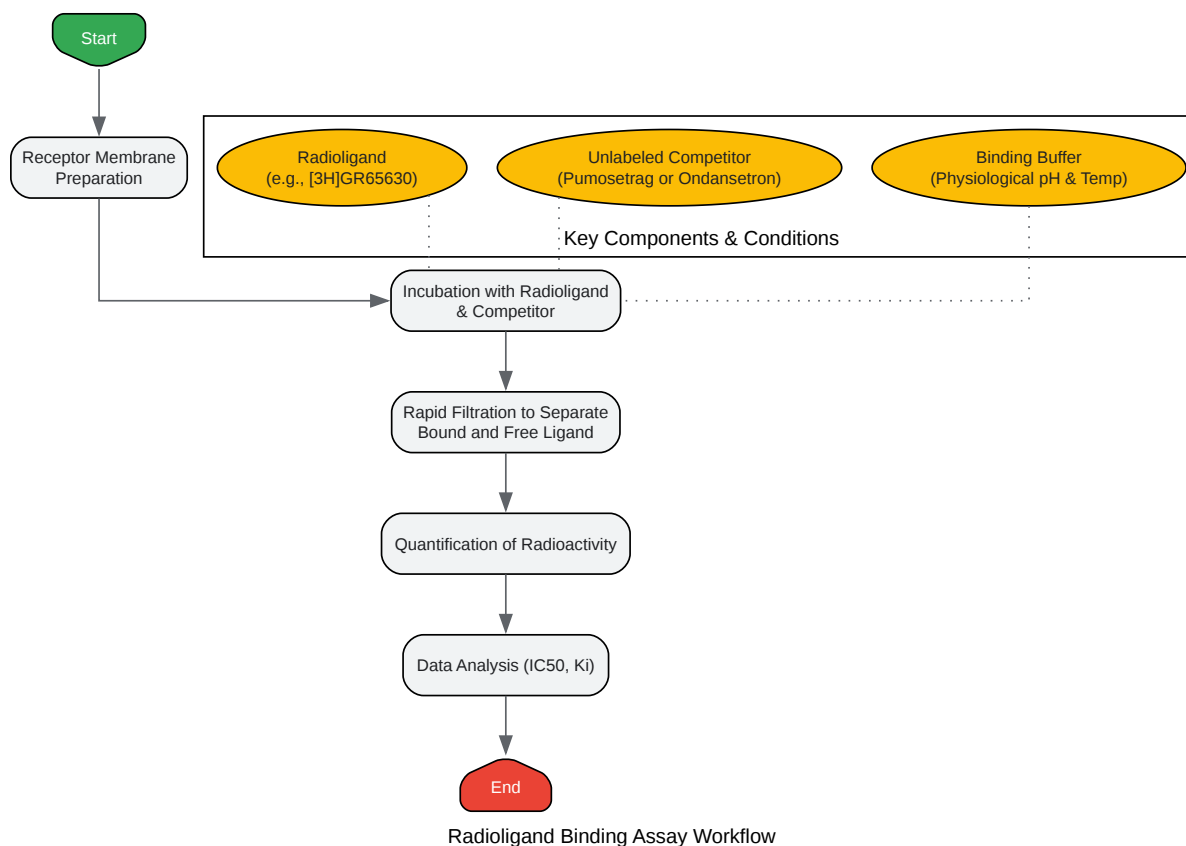 Start
Receptor Membrane
Preparation
Radioligand
(e.g., [3H]GR65630)
Unlabeled Competitor
(Pumosetrag or Ondansetron)
Binding Buffer
(Physiological pH & Temp)
Key Components & Conditions
Incubation with Radioligand
& Competitor
Rapid Filtration to Separate
Bound and Free Ligand
Quantification of Radioactivity
Data Analysis (IC50, Ki)
End
Radioligand Binding Assay Workflow